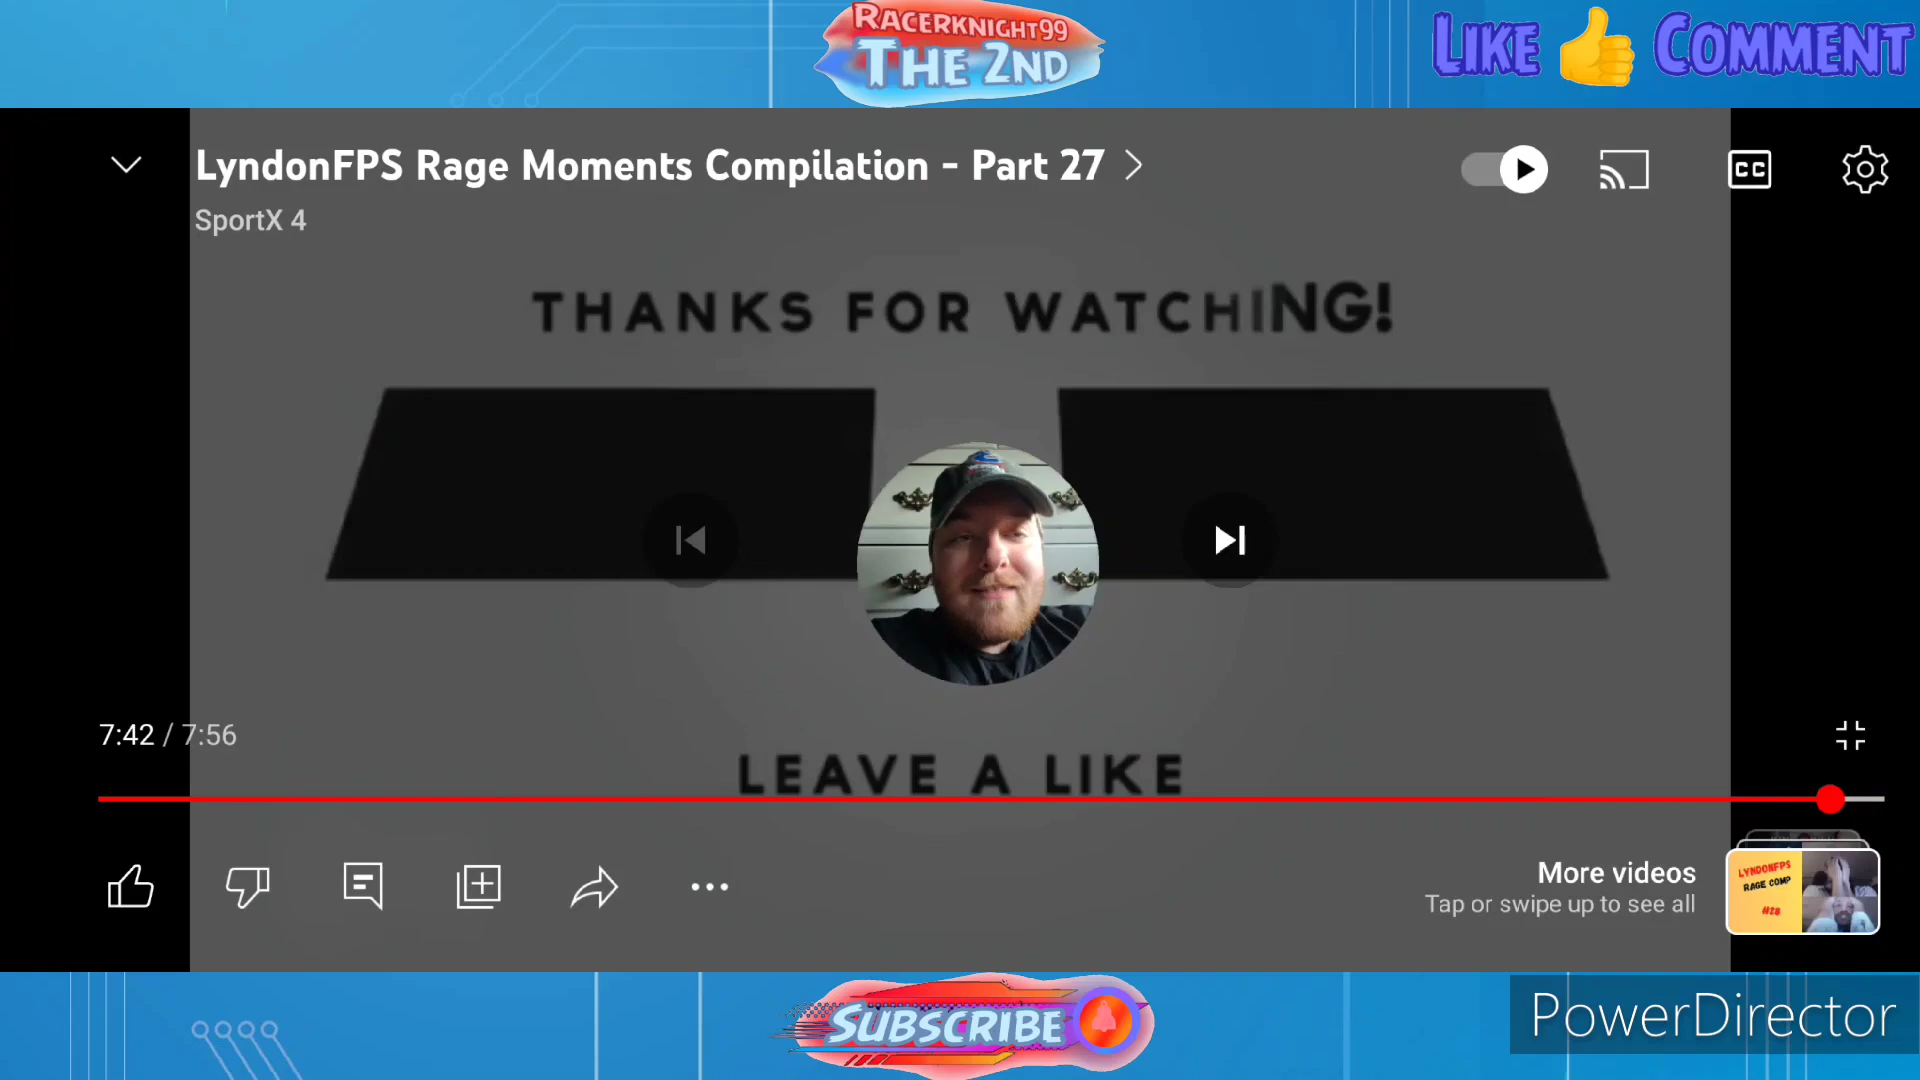 RACERKNIGHT99
THE 2ND
LIKE 👍 COMMENT
LyndonFPS Rage Moments Compilation - Part 27
SportX 4
CC
THANKS FOR WATCHING!
7:42 / 7:56
LEAVE A LIKE
More videos
Tap or swipe up to see all
LYNDONFPS
RAGE COMP
#28
SUBSCRIBE
PowerDirector